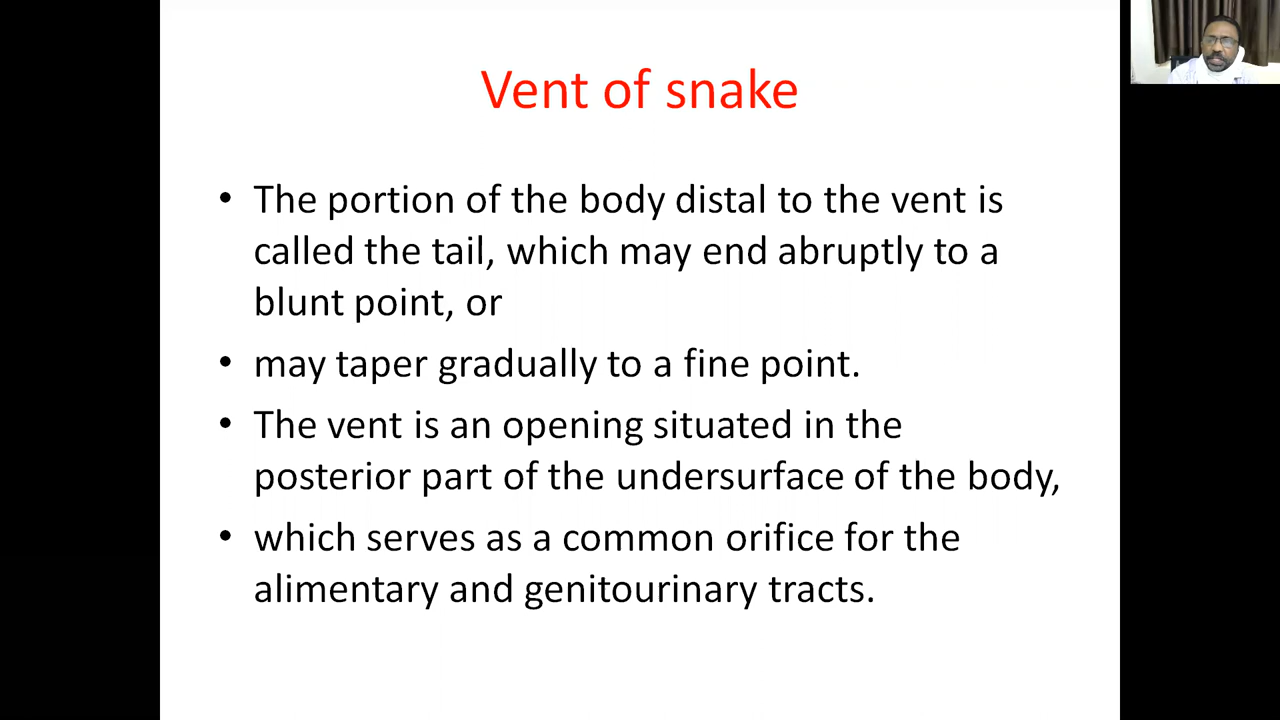 Vent of snake
• The portion of the body distal to the vent is
called the tail, which may end abruptly to a
blunt point, or
• may taper gradually to a fine point.
• The vent is an opening situated in the
posterior part of the undersurface of the body,
• which serves as a common orifice for the
alimentary and genitourinary tracts.